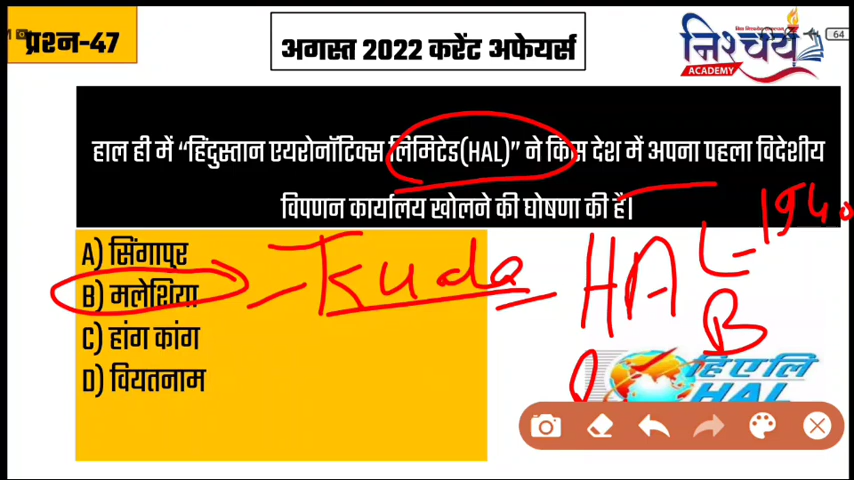 प्रश्न-47
अगस्त 2022 करेंट अफेयर्स
निश्चय
ACADEMY
64
हाल ही में “हिंदुस्तान एयरोनॉटिक्स लिमिटेड(HAL)” ने किस देश में अपना पहला विदेशीय
विपणन कार्यालय खोलने की घोषणा की हैं।
A) सिंगापुर
B) मलेशिया
C) हांग कांग
D) वियतनाम
Kuda
HAL-1940
B
हिएलि
HAL